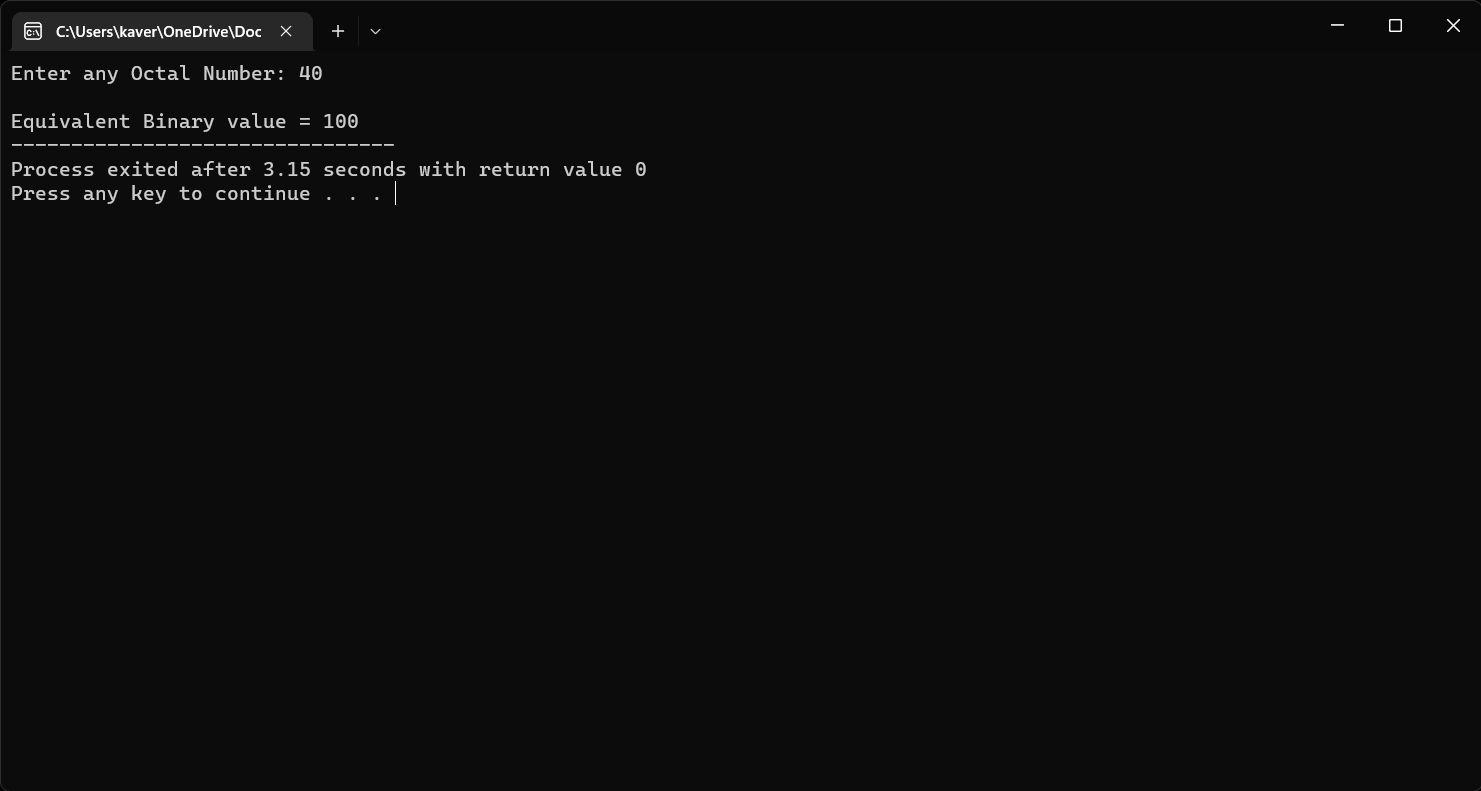 C:\Users\kaver\OneDrive\Doc
Enter any Octal Number: 40
Equivalent Binary value = 100
--------------------------------
Process exited after 3.15 seconds with return value 0
Press any key to continue . . .